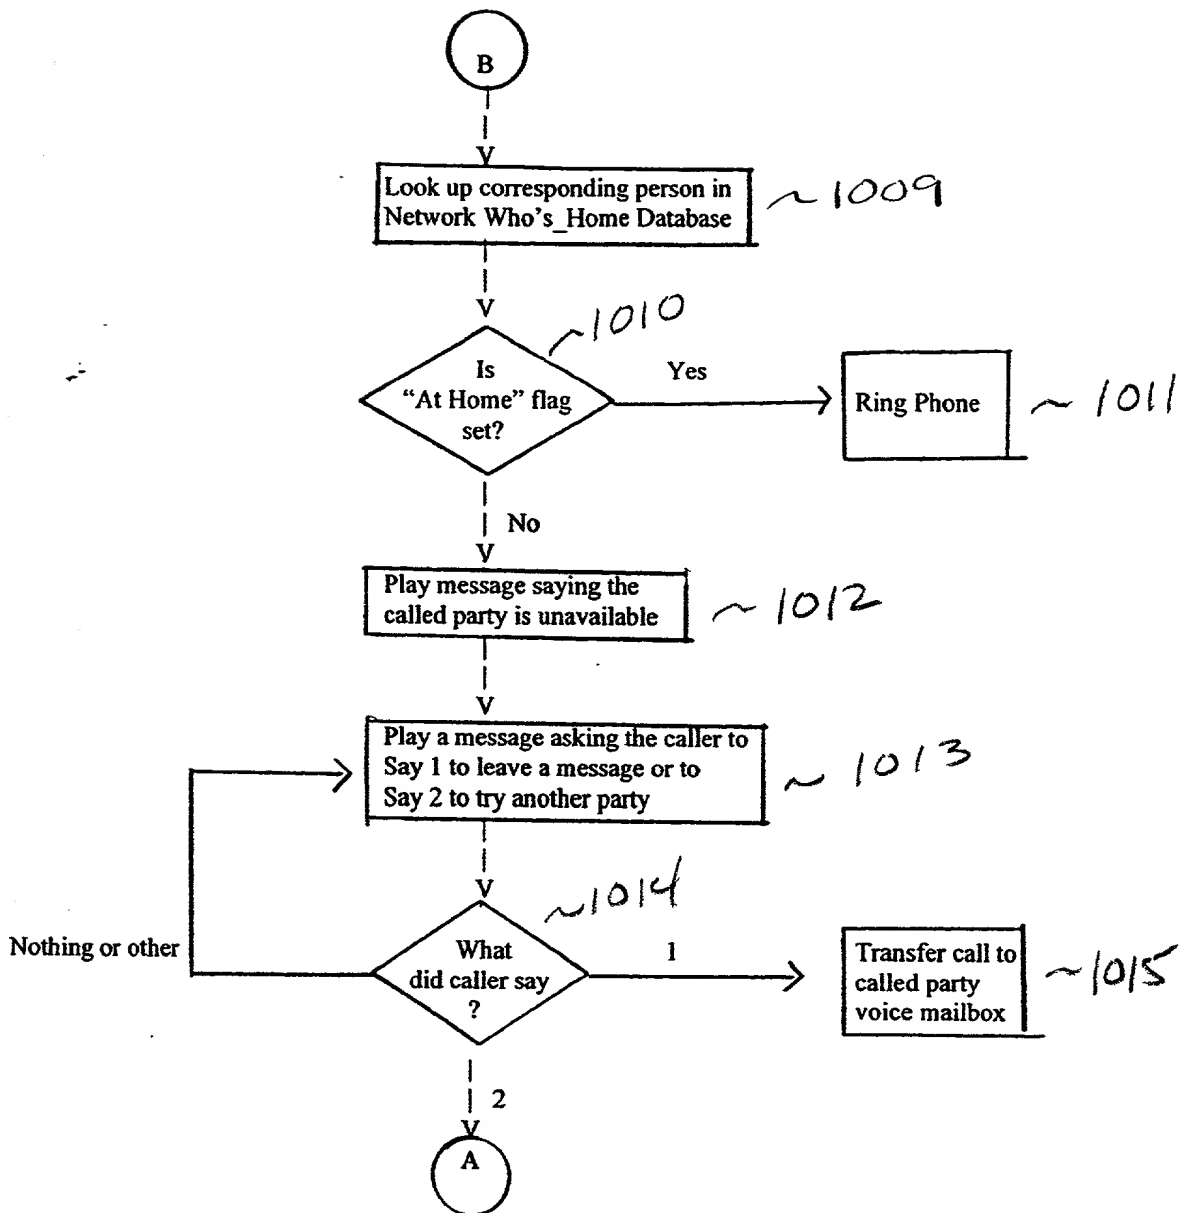 B
Look up corresponding person in
Network Who's_Home Database
~1009
~1010
Is
"At Home" flag
set?
Yes
Ring Phone
~ 1011
No
Play message saying the
called party is unavailable
~ 1012
Play a message asking the caller to
Say 1 to leave a message or to
Say 2 to try another party
~ 1013
~1014
Nothing or other
What
did caller say
?
1
Transfer call to
called party
voice mailbox
~1015
2
A